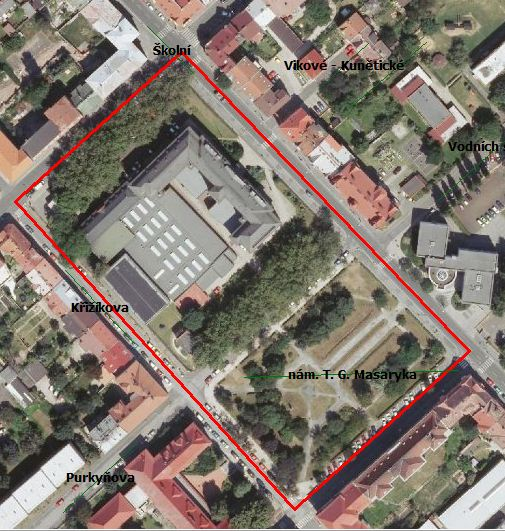 Školní
Vikové - Kunětické
Vodních s
Křižíkova
nám. T. G. Masaryka
Purkyňova